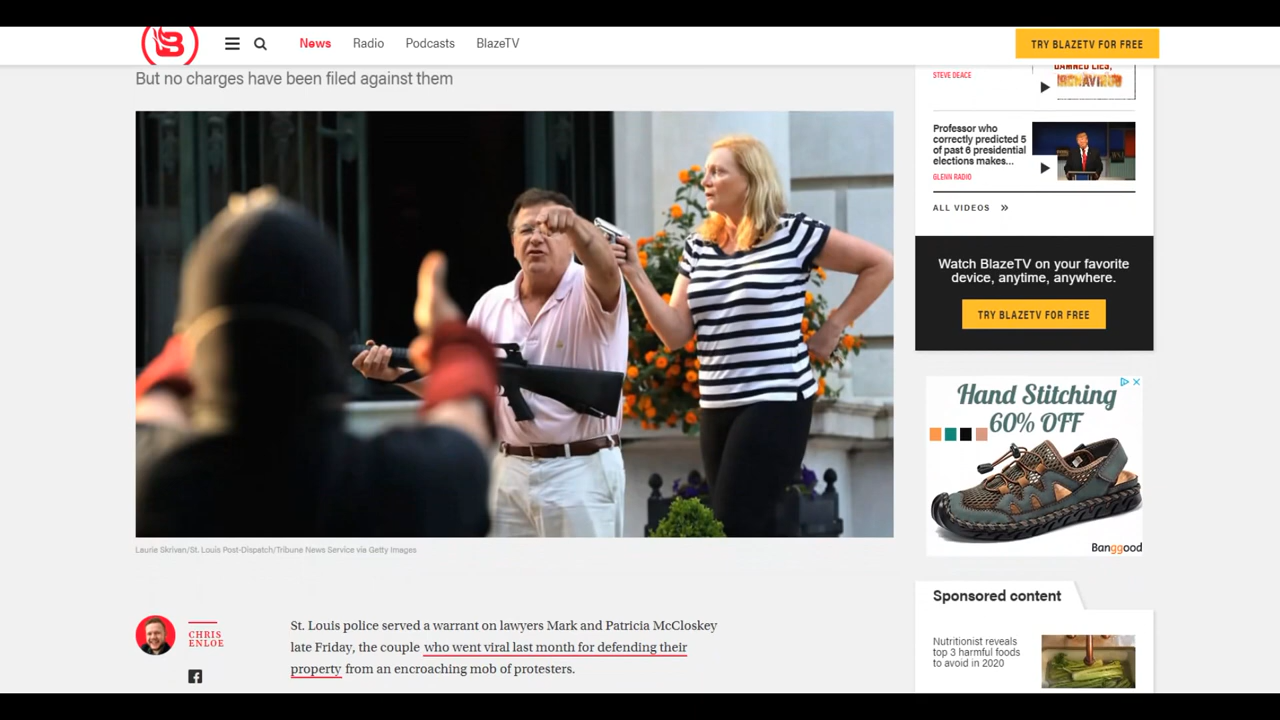 News
Radio
Podcasts
BlazeTV
TRY BLAZETV FOR FREE
But no charges have been filed against them
Laurie Skrivan/St. Louis Post-Dispatch/Tribune News Service via Getty Images
CHRIS
ENLOE
St. Louis police served a warrant on lawyers Mark and Patricia McCloskey
late Friday, the couple who went viral last month for defending their
property from an encroaching mob of protesters.
STEVE DEACE
DAMNED LIES,
Professor who
correctly predicted 5
of past 6 presidential
elections makes...
GLENN RADIO
ALL VIDEOS
Watch BlazeTV on your favorite
device, anytime, anywhere.
TRY BLAZETV FOR FREE
Hand Stitching
60% OFF
Banggood
Sponsored content
Nutritionist reveals
top 3 harmful foods
to avoid in 2020